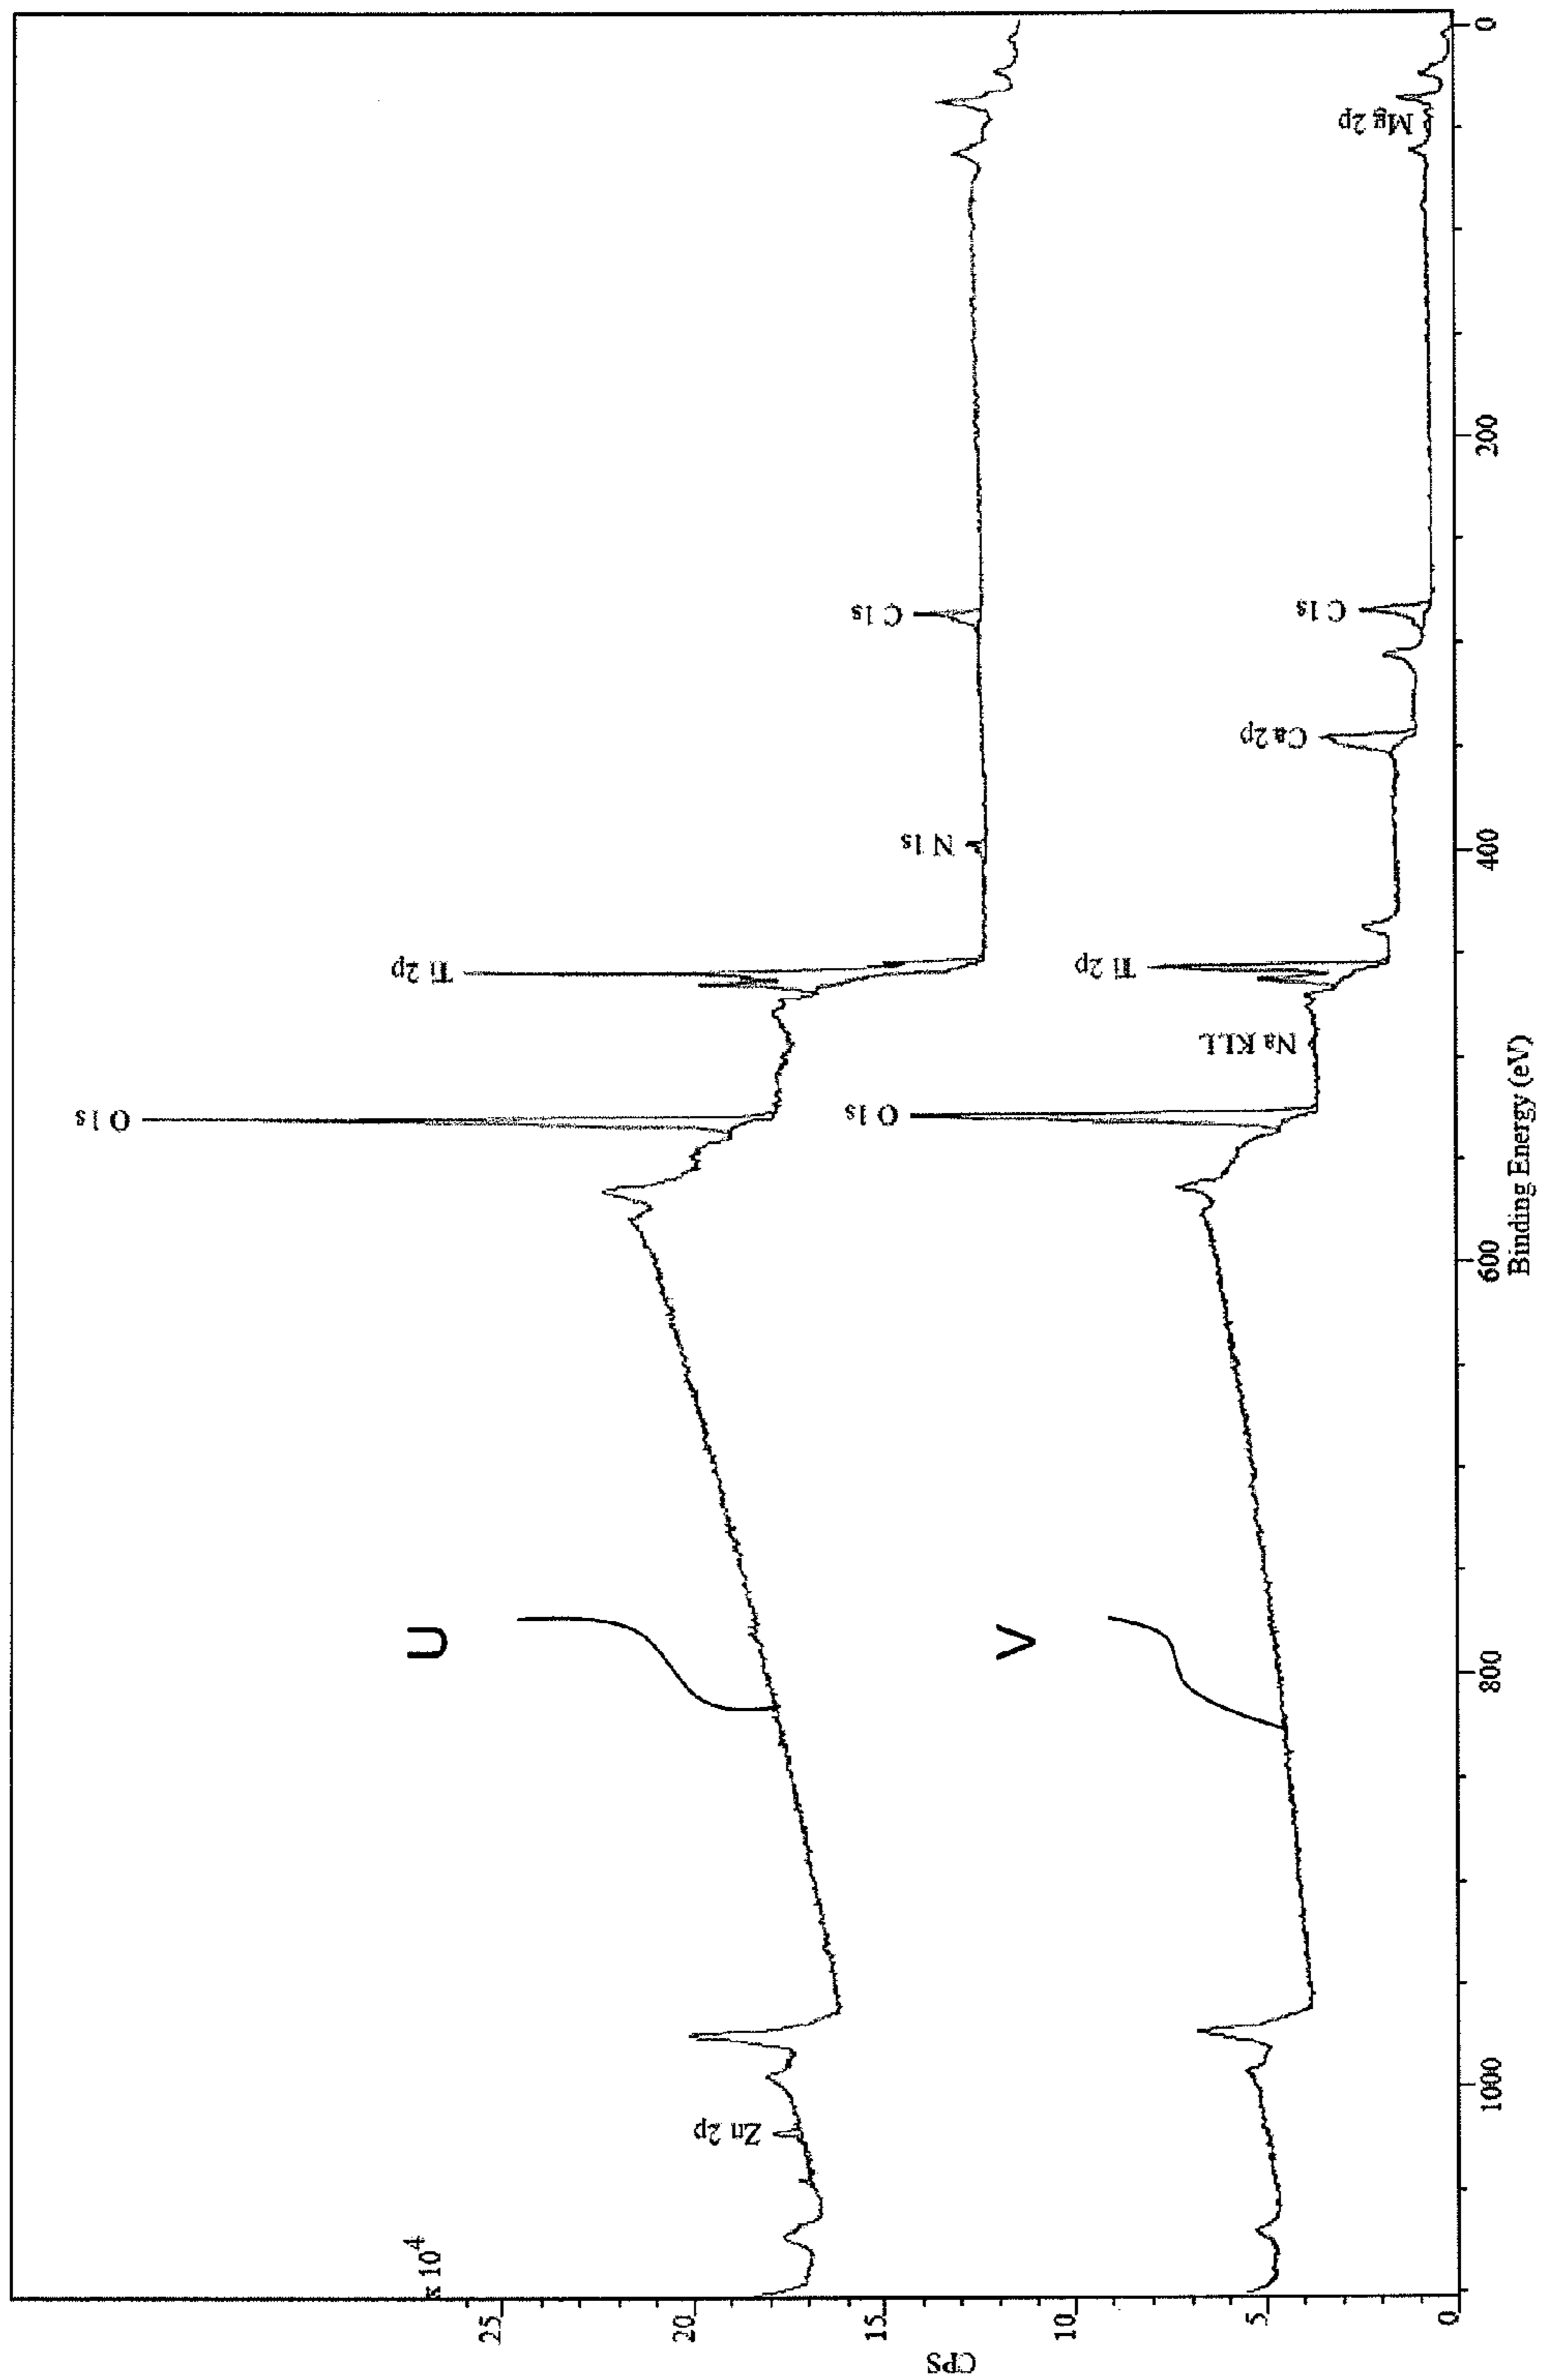 x 10^4
U
V
O 1s
Ti 2p
N 1s
C 1s
Zn 2p
O 1s
Na KLL
Ti 2p
Ca 2p
C 1s
Mg 2p
CPS
25
20
15
10
5
0
1000
800
600
400
200
0
Binding Energy (eV)